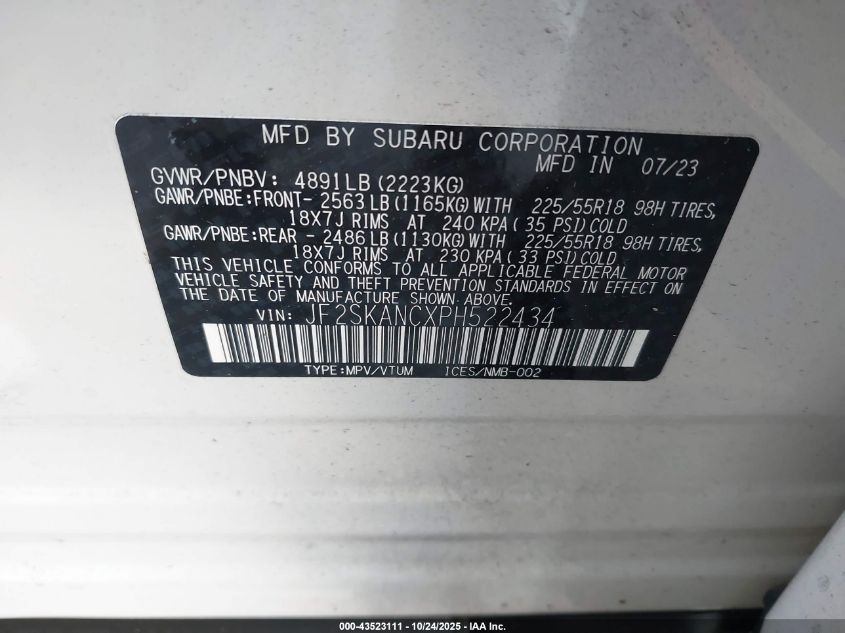 MFD BY SUBARU CORPORATION
MFD IN 07/23
GVWR/PNBV: 4891LB (2223KG)
GAWR/PNBE:FRONT- 2563LB (1165KG) WITH 225/55R18 98H TIRES,
18X7J RIMS AT 240 KPA ( 35 PSI) COLD
GAWR/PNBE:REAR - 2486LB (1130KG) WITH 225/55R18 98H TIRES,
18X7J RIMS AT 230 KPA ( 33 PSI) COLD
THIS VEHICLE CONFORMS TO ALL APPLICABLE FEDERAL MOTOR
VEHICLE SAFETY AND THEFT PREVENTION STANDARDS IN EFFECT ON
THE DATE OF MANUFACTURE SHOWN ABOVE.
VIN: JF2SKANCXPH522434
TYPE:MPV/VTUM ICES/NMB-002
000-43523111 - 10/24/2025 - IAA Inc.